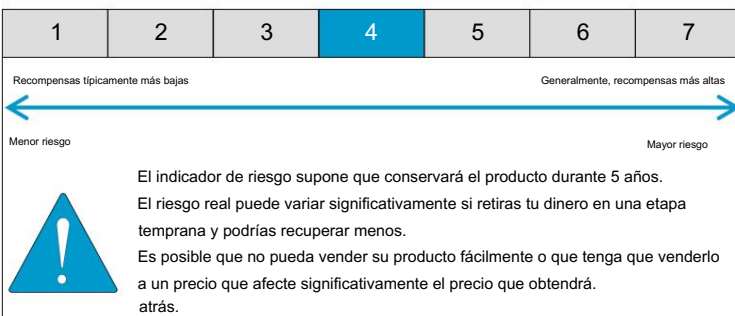 1 2 3 4 5 6 7
Recompensas típicamente más bajas Generalmente, recompensas más altas
Menor riesgo Mayor riesgo
El indicador de riesgo supone que conservará el producto durante 5 años.
El riesgo real puede variar significativamente si retiras tu dinero en una etapa
temprana y podrías recuperar menos.
Es posible que no pueda vender su producto fácilmente o que tenga que venderlo
a un precio que afecte significativamente el precio que obtendrá.
atrás.